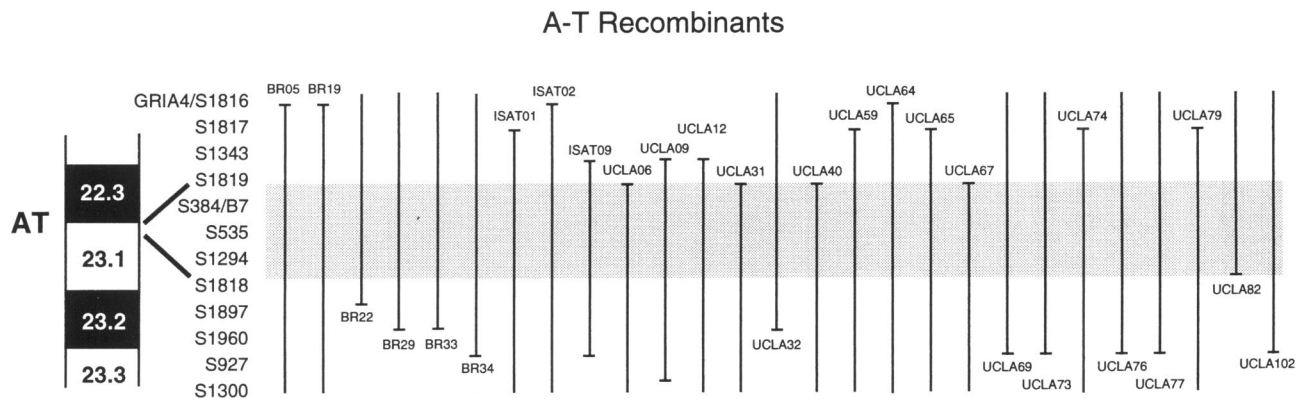 A-T Recombinants
GRIA4/S1816
S1817
S1343
S1819
S384/B7
S535
S1294
S1818
S1897
S1960
S927
S1300
AT
22.3
23.1
23.2
23.3
BR05
BR19
BR22
BR29
BR33
BR34
ISAT01
ISAT02
ISAT09
UCLA06
UCLA09
UCLA12
UCLA31
UCLA32
UCLA40
UCLA59
UCLA64
UCLA65
UCLA67
UCLA69
UCLA73
UCLA74
UCLA76
UCLA77
UCLA79
UCLA82
UCLA102